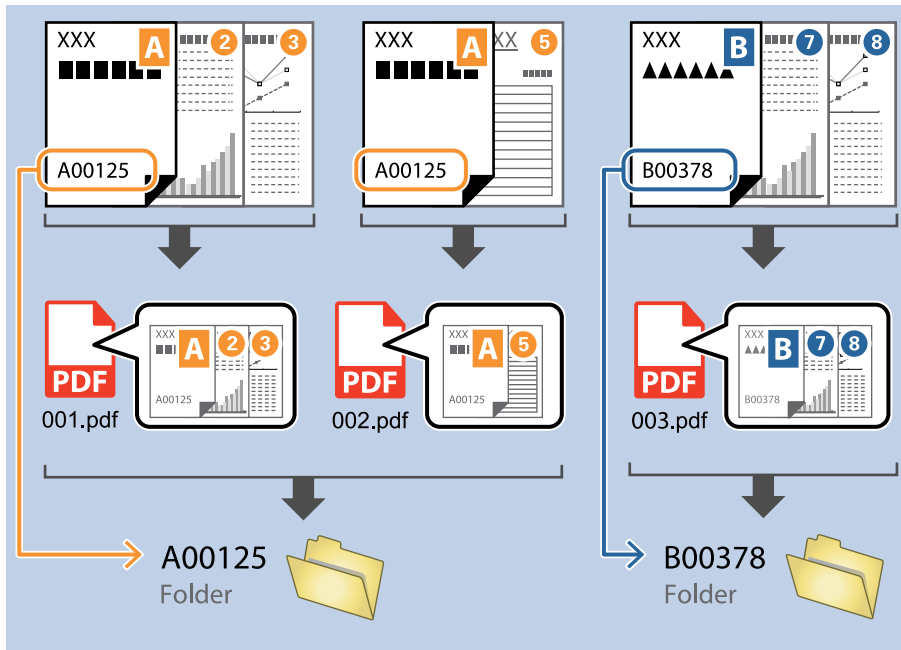 XXX A 2 3
A00125
XXX A XX 5
A00125
XXX B 7 8
B00378
XXX A 2 3
A00125
PDF
001.pdf
XXX A 5
A00125
PDF
002.pdf
XXX B 7 8
B00378
PDF
003.pdf
A00125
Folder
B00378
Folder